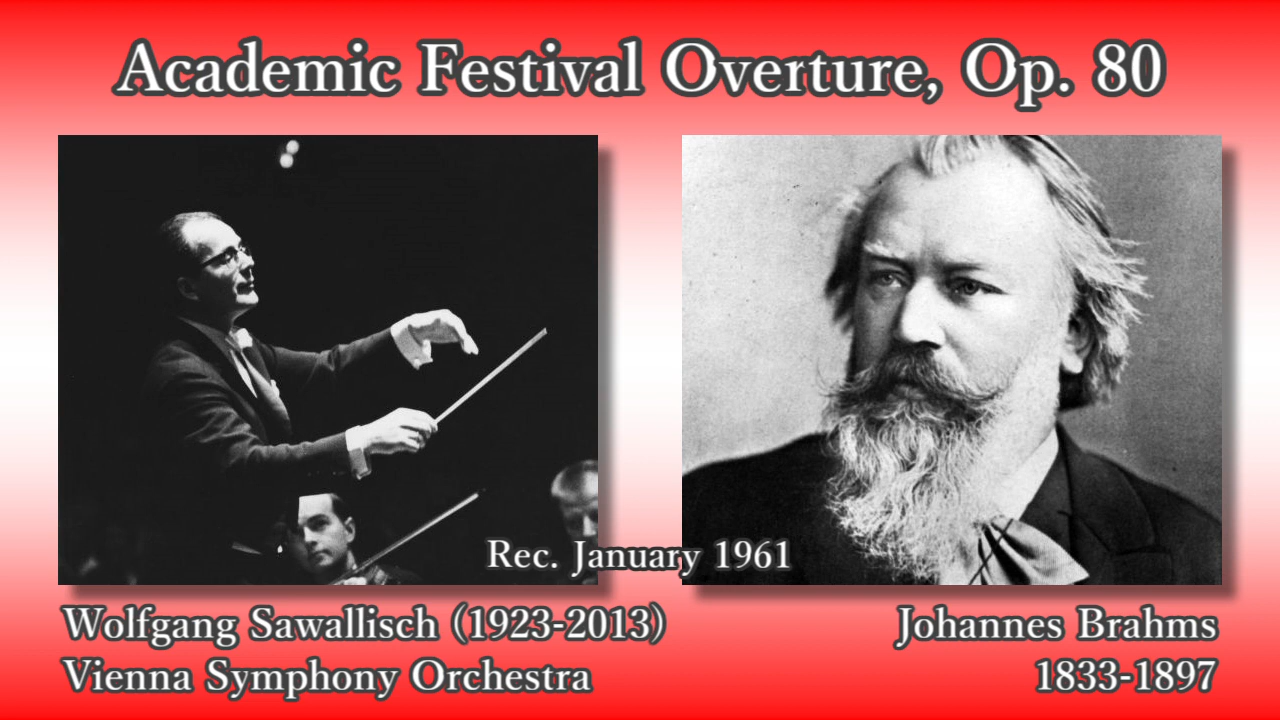 Academic Festival Overture, Op. 80
Rec. January 1961
Wolfgang Sawallisch (1923-2013)
Vienna Symphony Orchestra
Johannes Brahms
1833-1897